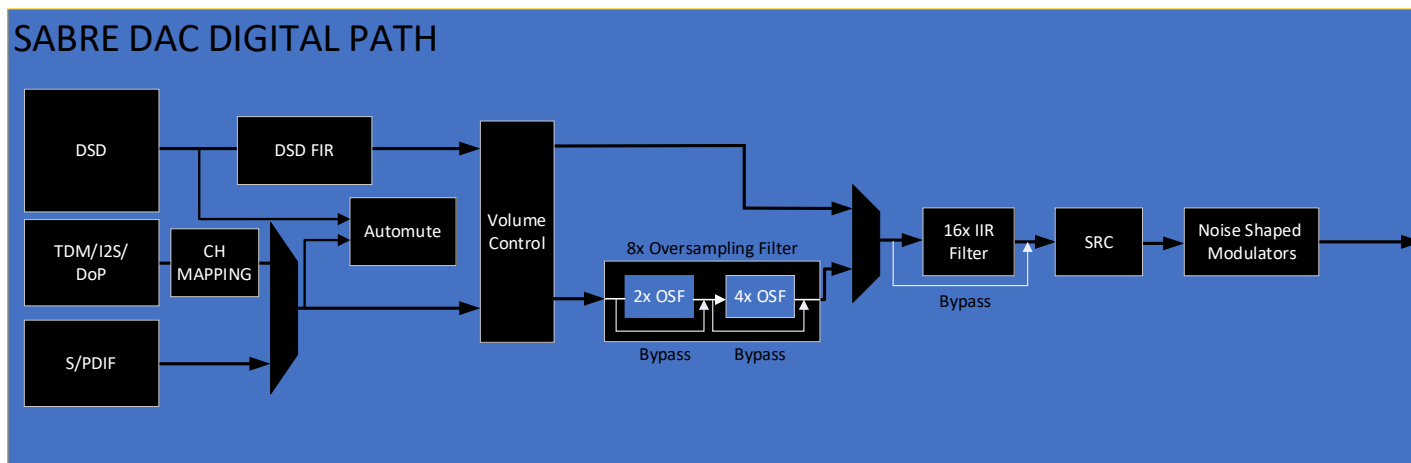 SABRE DAC DIGITAL PATH
DSD
DSD FIR
TDM/I2S/
DoP
CH
MAPPING
Automute
S/PDIF
Volume
Control
8x Oversampling Filter
2x OSF
4x OSF
Bypass
Bypass
16x IIR
Filter
Bypass
SRC
Noise Shaped
Modulators